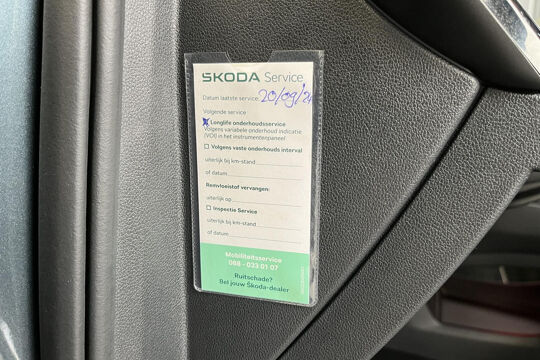 ŠKODA Service
Datum laatste service: 20/09/24
Volgende service
Longlife onderhoudsservice
Volgens variabele onderhoud indicatie
(VOI) in het instrumentenpaneel
Volgens vaste onderhouds interval
uiterlijk bij km-stand
of datum
Remvloeistof vervangen:
uiterlijk op
Inspectie Service
uiterlijk bij km-stand
of datum
Mobiliteitsservice
088 - 033 01 07
Ruitschade?
Bel jouw Škoda-dealer